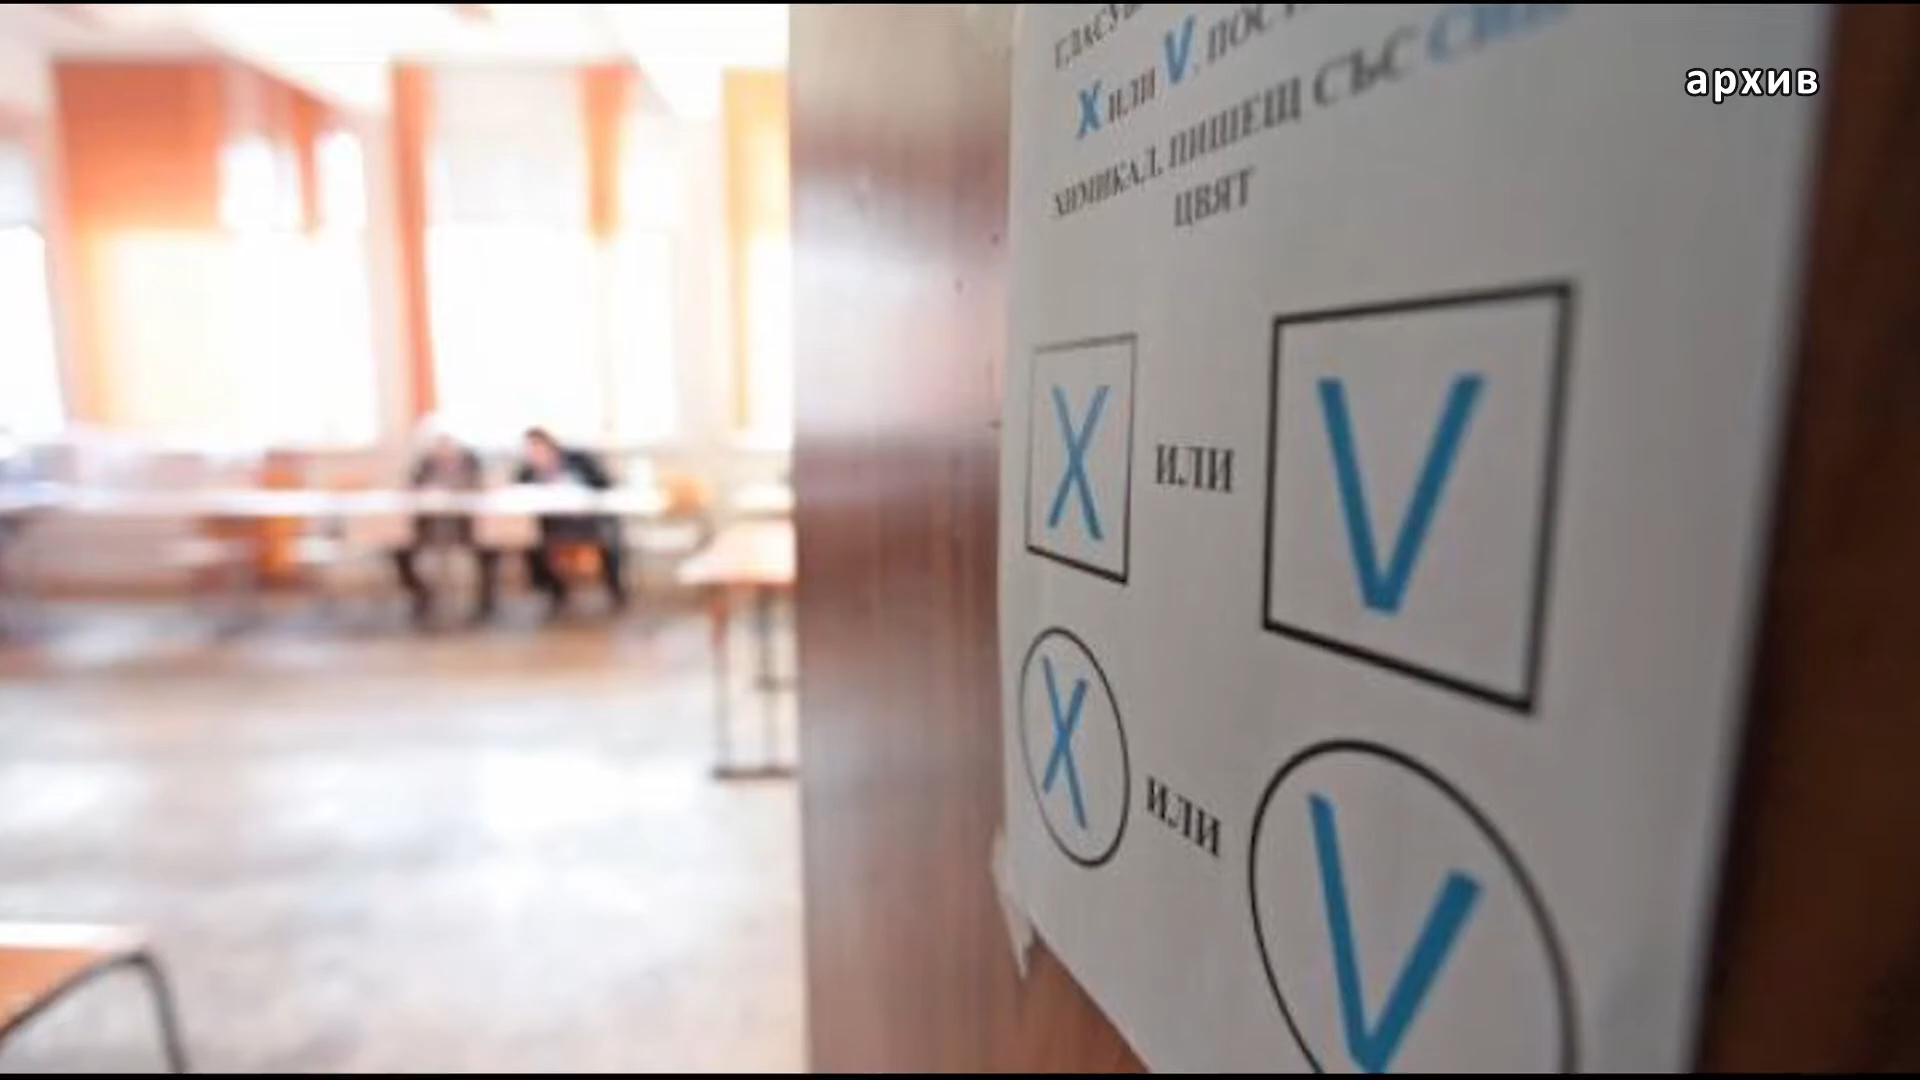 архив
X ИЛИ V, ПОС
ХИМИКАЛ, ПИШЕЩ СЪС
ЦВЯТ
X ИЛИ V
X ИЛИ V